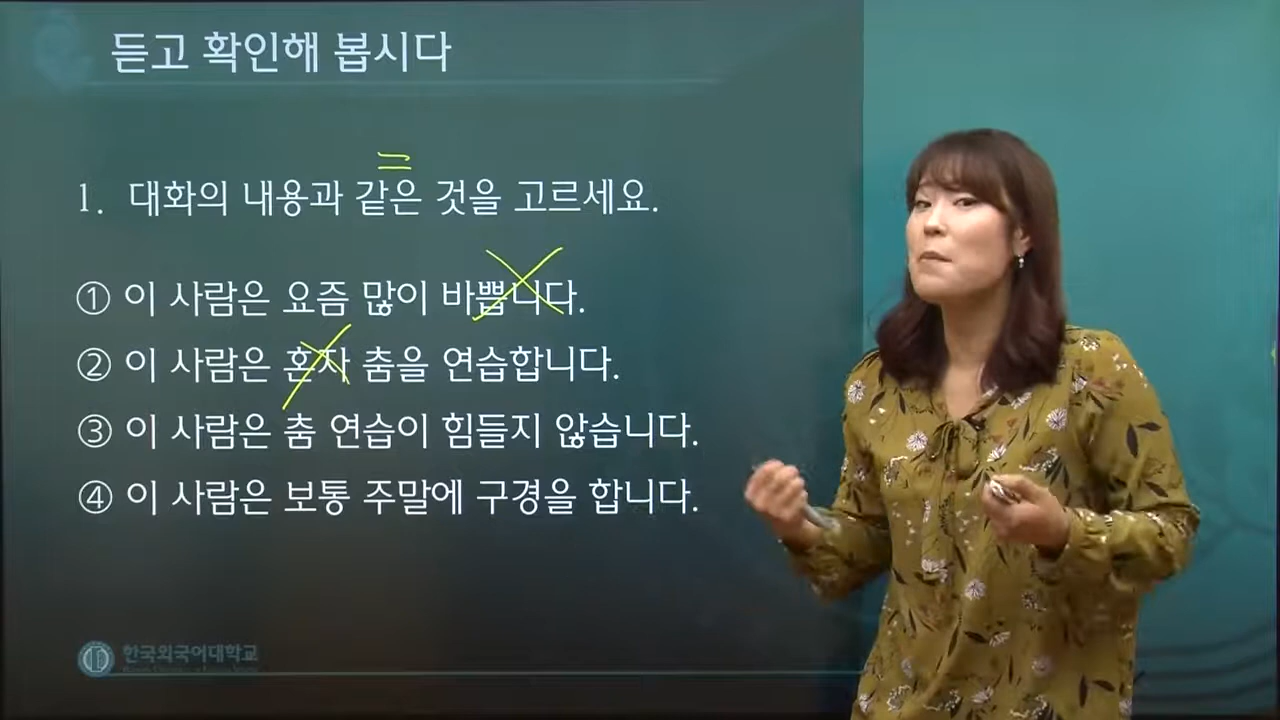 듣고 확인해 봅시다
=
1. 대화의 내용과 같은 것을 고르세요.
① 이 사람은 요즘 많이 바쁩니다.
② 이 사람은 혼자 춤을 연습합니다.
③ 이 사람은 춤 연습이 힘들지 않습니다.
④ 이 사람은 보통 주말에 구경을 합니다.
한국외국어대학교